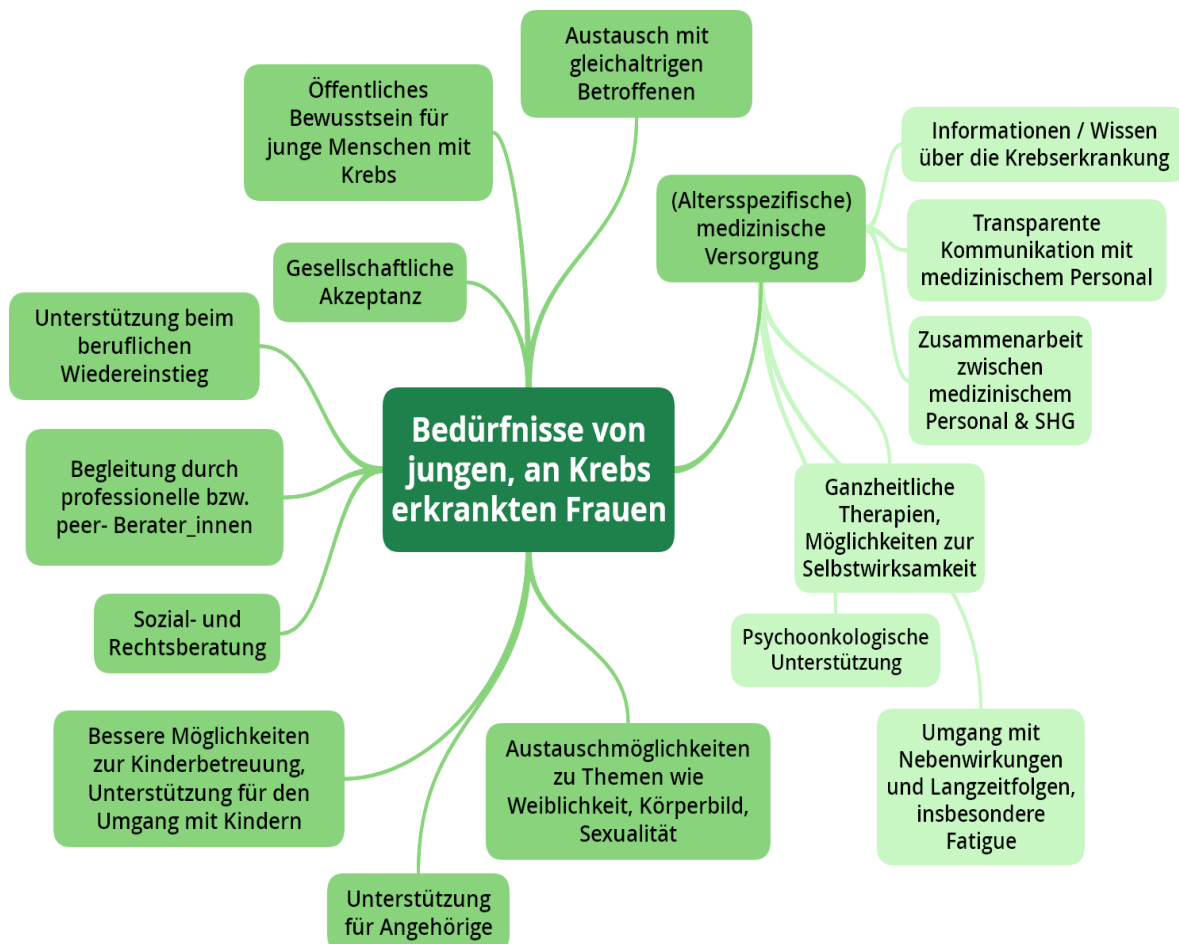 Austausch mit
gleichaltrigen
Betroffenen
Öffentliches
Bewusstsein für
junge Menschen mit
Krebs
Gesellschaftliche
Akzeptanz
Unterstützung beim
beruflichen
Wiedereinstieg
Begleitung durch
professionelle bzw.
peer- Berater_innen
Sozial- und
Rechtsberatung
Bedürfnisse von
jungen, an Krebs
erkrankten Frauen
(Altersspezifische)
medizinische
Versorgung
Informationen / Wissen
über die Krebserkrankung
Transparente
Kommunikation mit
medizinischem Personal
Zusammenarbeit
zwischen
medizinischem
Personal & SHG
Ganzheitliche
Therapien,
Möglichkeiten zur
Selbstwirksamkeit
Psychoonkologische
Unterstützung
Umgang mit
Nebenwirkungen
und Langzeitfolgen,
insbesondere
Fatigue
Bessere Möglichkeiten
zur Kinderbetreuung,
Unterstützung für den
Umgang mit Kindern
Austauschmöglichkeiten
zu Themen wie
Weiblichkeit, Körperbild,
Sexualität
Unterstützung
für Angehörige